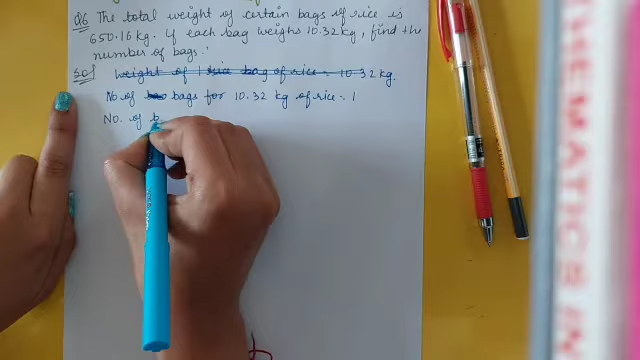 Q6 The total weight of certain bags of rice is
650.16 kg. If each bag weighs 10.32 kg, find the
number of bags.
Sol Weight of 1 rice bag of rice = 10.32 kg.
No of bags for 10.32 kg of rice = 1
NO. of b
THEMATICS IN